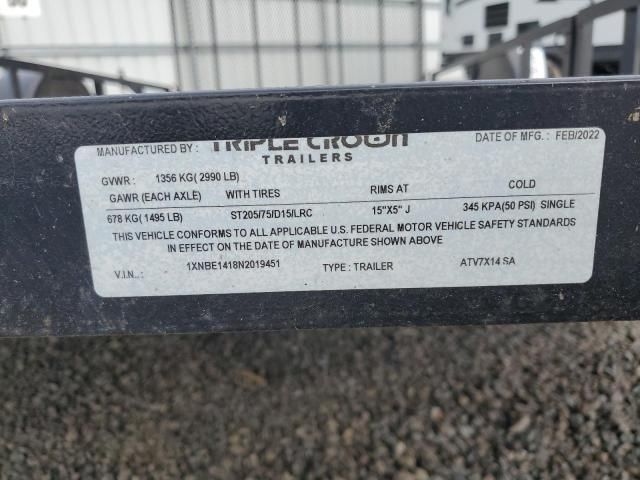 MANUFACTURED BY : TRIPLE CROWN DATE OF MFG. : FEB/2022
TRAILERS
GVWR : 1356 KG( 2990 LB)
GAWR (EACH AXLE) WITH TIRES RIMS AT COLD
678 KG( 1495 LB) ST205/75/D15/LRC 15"X5" J 345 KPA(50 PSI) SINGLE
THIS VEHICLE CONFORMS TO ALL APPLICABLE U.S. FEDERAL MOTOR VEHICLE SAFETY STANDARDS
IN EFFECT ON THE DATE OF MANUFACTURE SHOWN ABOVE
V.I.N.. : 1XNBE1418N2019451 TYPE : TRAILER ATV7X14 SA